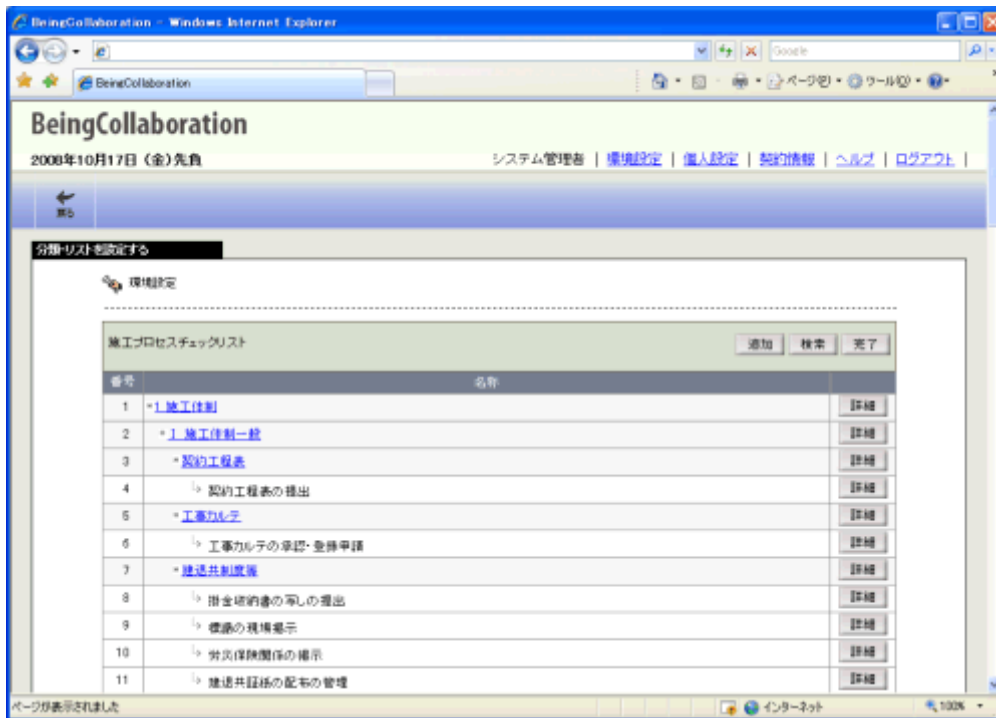 BeingCollaboration - Windows Internet Explorer
Google
BeingCollaboration
ページ(P) ツール(O)
BeingCollaboration
2008年10月17日（金）先負
システム管理者 | 環境設定 | 個人設定 | 契約情報 | ヘルプ | ログアウト |
戻る
分類・リストを設定する
環境設定
施工プロセスチェックリスト
追加 検索 完了
番号 名称
1 1 施工体制 詳細
2 1 施工体制一般 詳細
3 契約工程表 詳細
4 契約工程表の提出 詳細
5 工事カルテ 詳細
6 工事カルテの承認・登録申請 詳細
7 建退共制度等 詳細
8 掛金収納書の写しの提出 詳細
9 標識の現場掲示 詳細
10 労災保険関係の掲示 詳細
11 建退共証紙の配布の管理 詳細
ページが表示されました
インターネット 100%